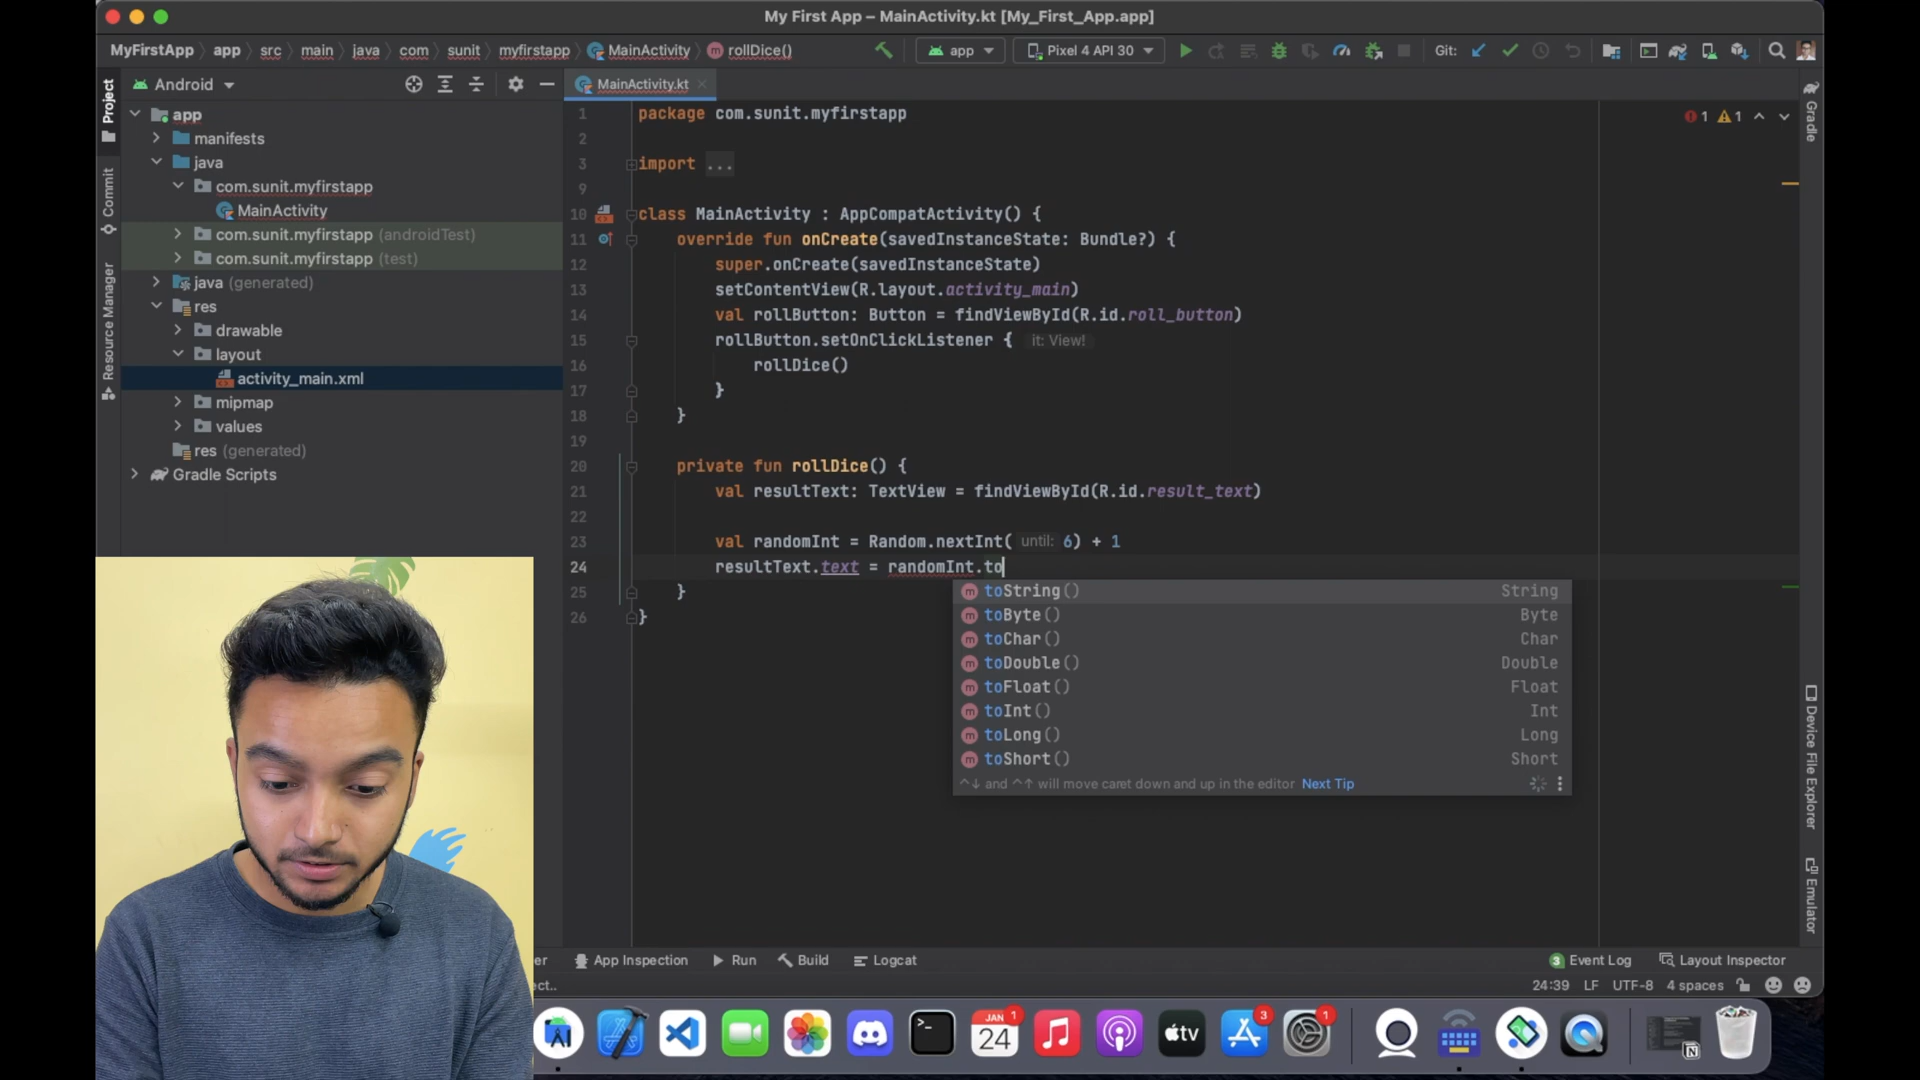 My First App – MainActivity.kt [My_First_App.app]
MyFirstApp app src main java com sunit myfirstapp MainActivity rollDice() app Pixel 4 API 30 Git:
Project
Commit
Resource Manager
Android
app
manifests
java
com.sunit.myfirstapp
MainActivity
com.sunit.myfirstapp (androidTest)
com.sunit.myfirstapp (test)
java (generated)
res
drawable
layout
activity_main.xml
mipmap
values
res (generated)
Gradle Scripts
MainActivity.kt
1 1
1 package com.sunit.myfirstapp
2
3 import ...
9
10 class MainActivity : AppCompatActivity() {
11 override fun onCreate(savedInstanceState: Bundle?) {
12 super.onCreate(savedInstanceState)
13 setContentView(R.layout.activity_main)
14 val rollButton: Button = findViewById(R.id.roll_button)
15 rollButton.setOnClickListener { it: View!
16 rollDice()
17 }
18 }
19
20 private fun rollDice() {
21 val resultText: TextView = findViewById(R.id.result_text)
22
23 val randomInt = Random.nextInt( until: 6) + 1
24 resultText.text = randomInt.to
25 }
26 }
m toString() String
m toByte() Byte
m toChar() Char
m toDouble() Double
m toFloat() Float
m toInt() Int
m toLong() Long
m toShort() Short
^↓ and ^↑ will move caret down and up in the editor Next Tip
Gradle
Device File Explorer
Emulator
er App Inspection Run Build Logcat 3 Event Log Layout Inspector
ect.. 24:39 LF UTF-8 4 spaces
JAN 24 1 tv 3 1